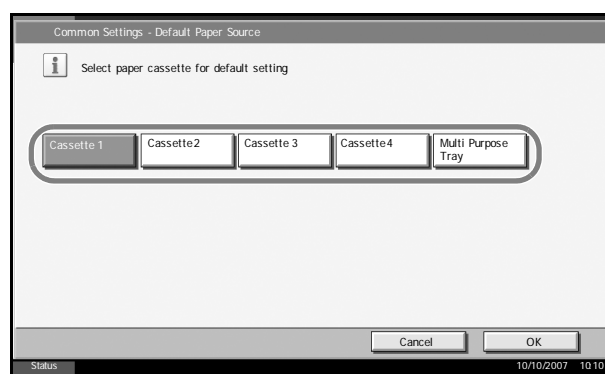 Common Settings - Default Paper Source
i
Select paper cassette for default setting
Cassette 1
Cassette2
Cassette 3
Cassette4
Multi Purpose
Tray
Cancel
OK
Status
10/10/2007 10:10